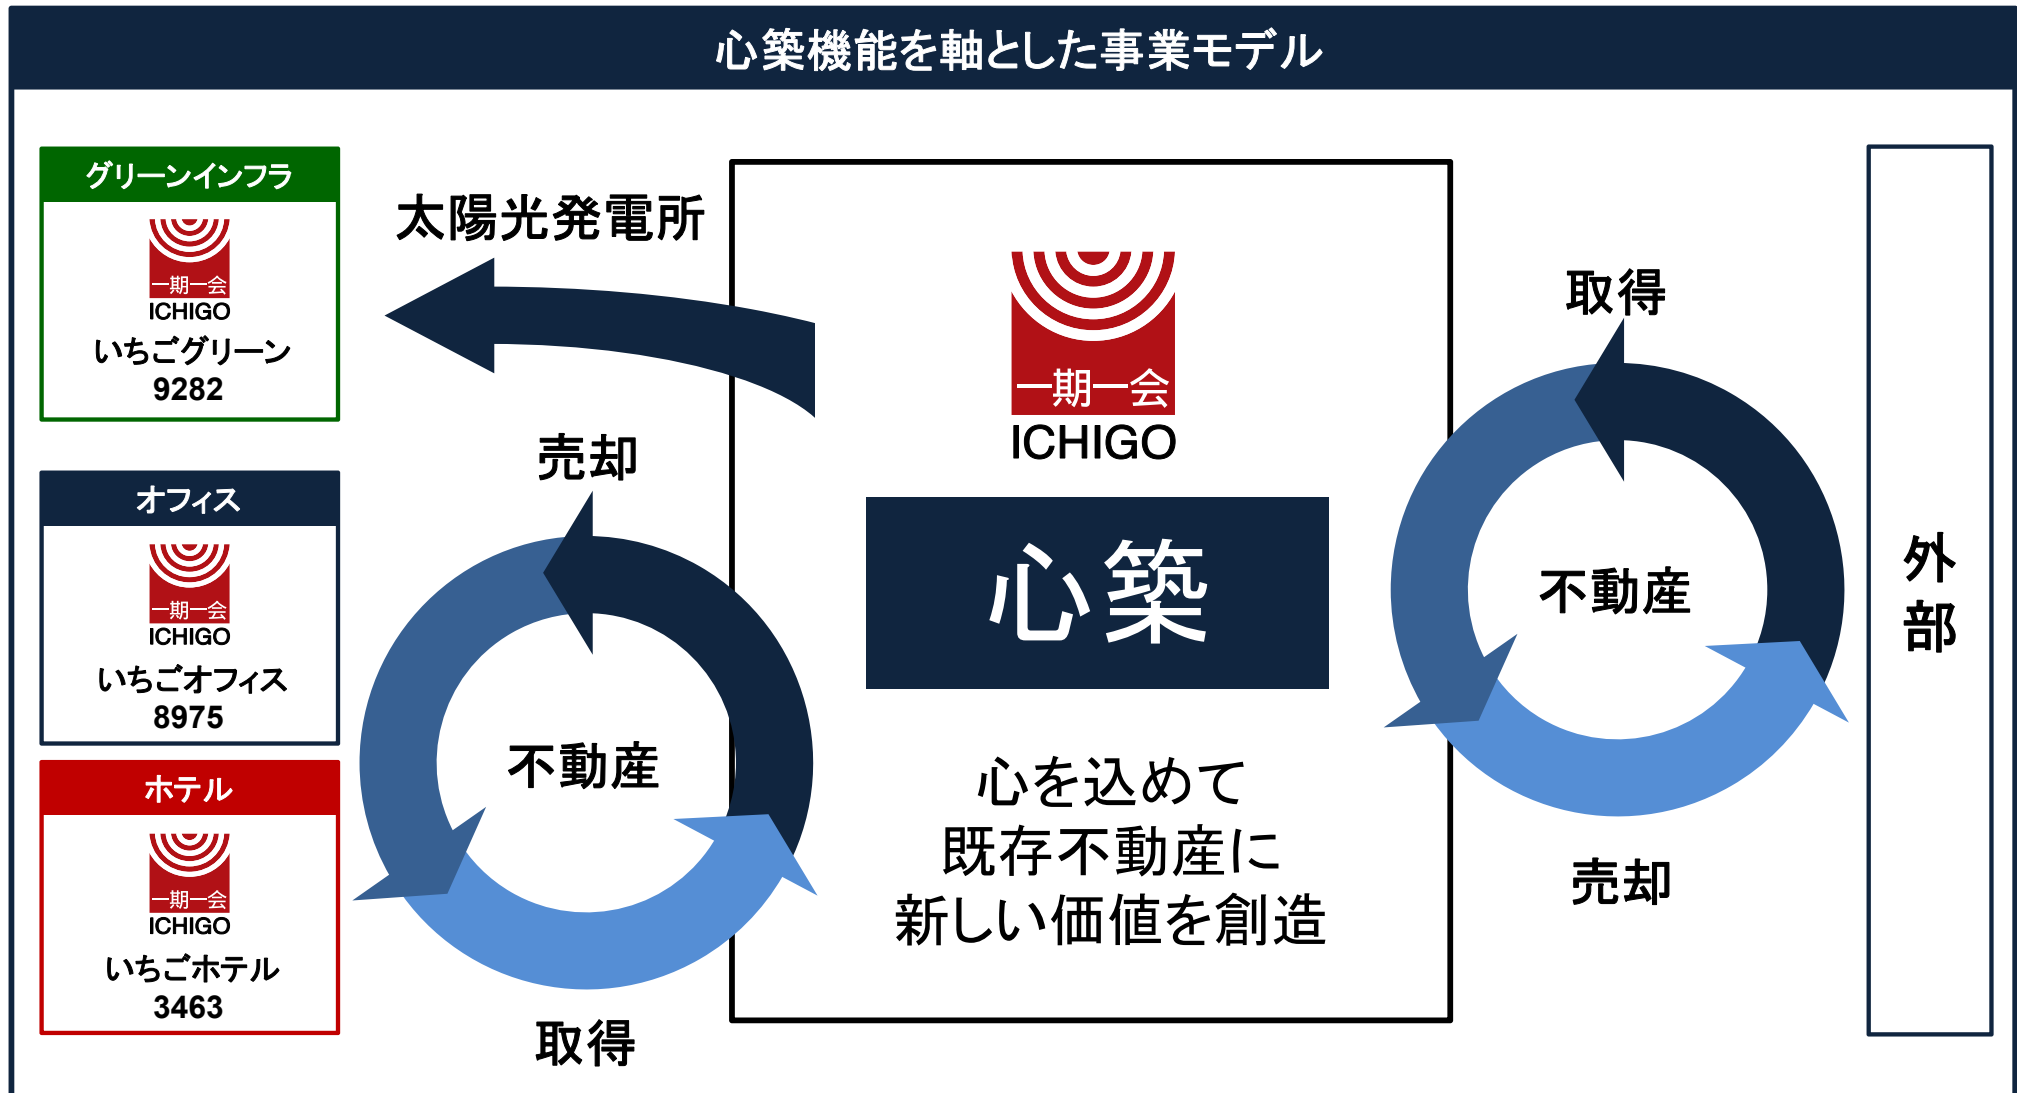 心築機能を軸とした事業モデル
グリーンインフラ
一期一会
ICHIGO
いちごグリーン
9282
オフィス
一期一会
ICHIGO
いちごオフィス
8975
ホテル
一期一会
ICHIGO
いちごホテル
3463
太陽光発電所
売却
不動産
取得
一期一会
ICHIGO
心築
心を込めて
既存不動産に
新しい価値を創造
取得
不動産
売却
外
部